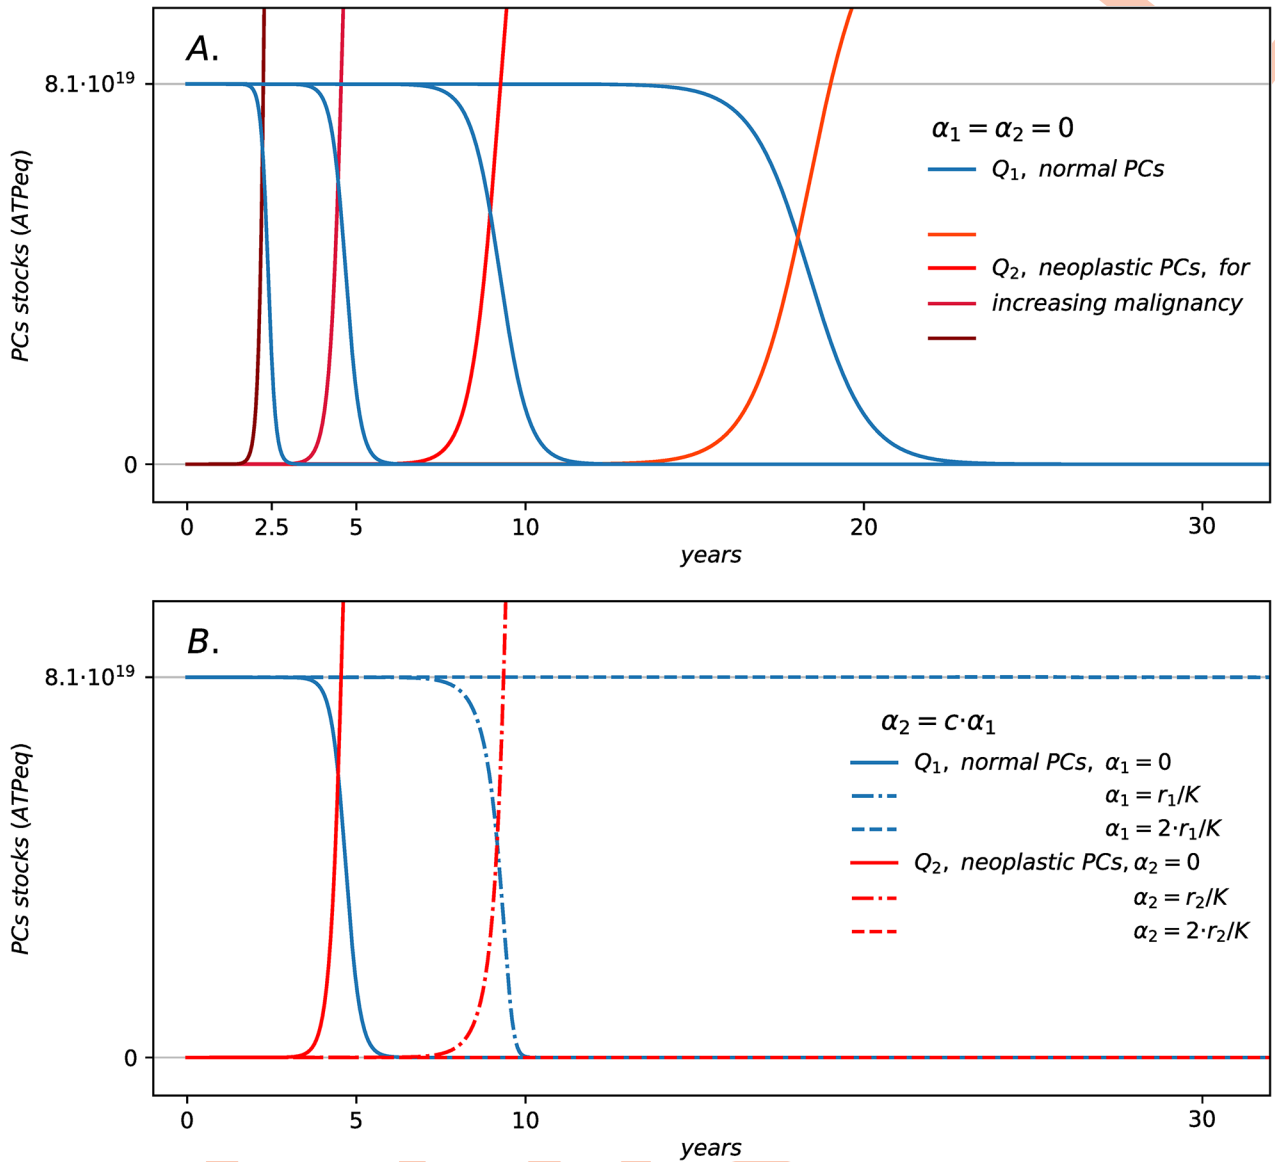 A.
8.1·10¹⁹
α₁ = α₂ = 0
Q₁, normal PCs
Q₂, neoplastic PCs, for
increasing malignancy
PCs stocks (ATPeq)
0
0 2.5 5 10 20 30
years
B.
8.1·10¹⁹
α₂ = c·α₁
Q₁, normal PCs, α₁ = 0
α₁ = r₁/K
α₁ = 2·r₁/K
Q₂, neoplastic PCs, α₂ = 0
α₂ = r₂/K
α₂ = 2·r₂/K
PCs stocks (ATPeq)
0
0 5 10 30
years